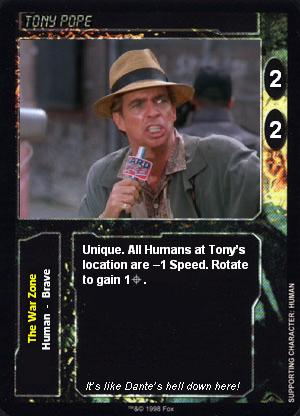 TONY POPE
2
2
HARD
Unique. All Humans at Tony's
location are –1 Speed. Rotate
to gain 1⌖.
The War Zone
Human - Brave
It's like Dante's hell down here!
SUPPORTING CHARACTER: HUMAN
™&© 1998 Fox